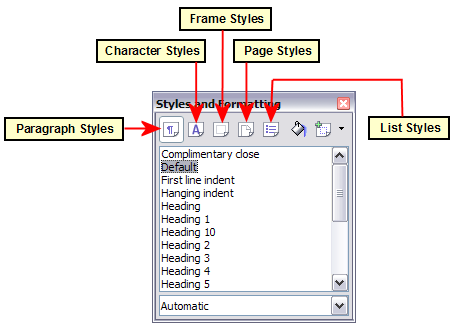 Frame Styles
Character Styles
Page Styles
Styles and Formatting
Paragraph Styles
List Styles
Complimentary close
Default
First line indent
Hanging indent
Heading
Heading 1
Heading 10
Heading 2
Heading 3
Heading 4
Heading 5
Automatic